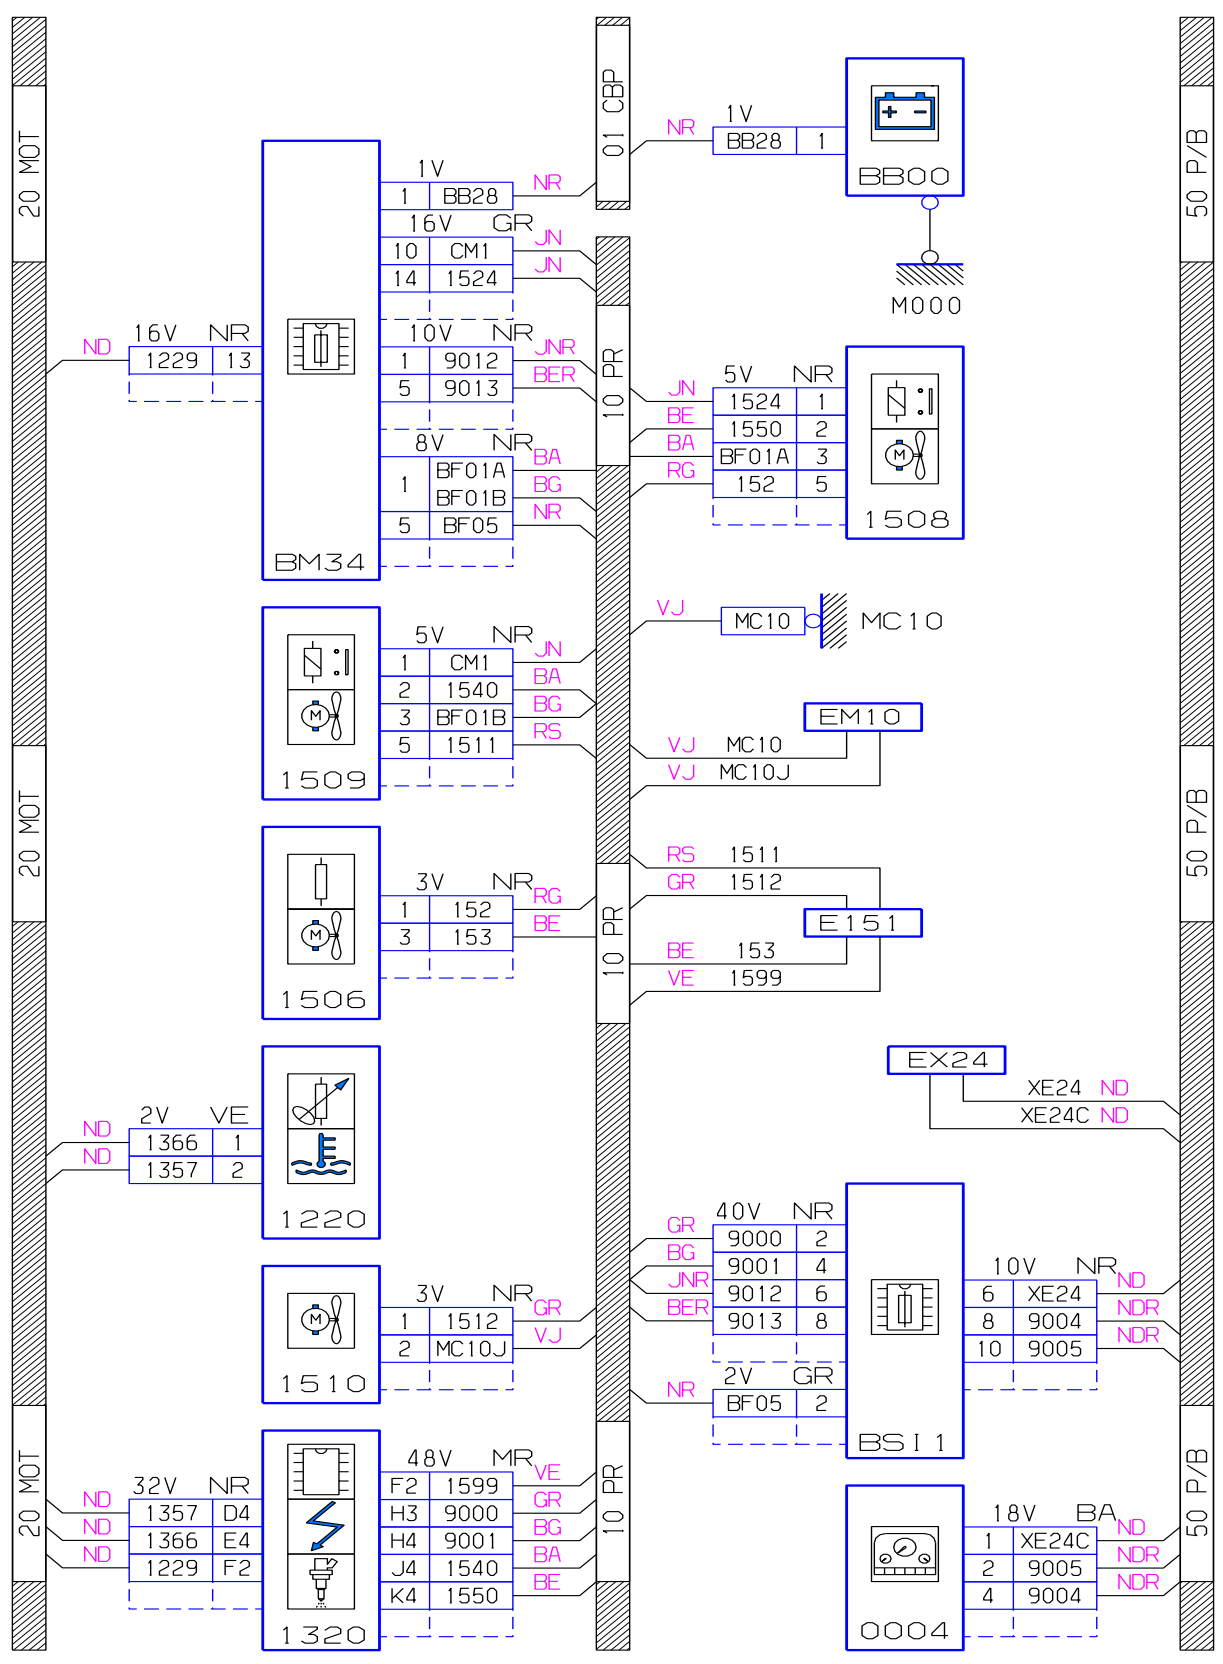 20 MOT
01 CBP
50 P/B
1V
NR BB28 1
BB00
M000
1V
1 BB28 NR
16V GR
10 CM1 JN
14 1524 JN
10V NR
1 9012 JNR
5 9013 BER
8V NR
1 BF01A BA
BF01B BG
5 BF05 NR
BM34
16V NR
ND 1229 13
10 PR
5V NR
JN 1524 1
BE 1550 2
BA BF01A 3
RG 152 5
1508
VJ MC10 MC10
5V NR
1 CM1 JN
2 1540 BA
3 BF01B BG
5 1511 RS
1509
EM10
VJ MC10
VJ MC10J
20 MOT
50 P/B
3V NR
1 152 RG
3 153 BE
1506
10 PR
RS 1511
GR 1512
E151
BE 153
VE 1599
EX24
XE24 ND
XE24C ND
2V VE
ND 1366 1
ND 1357 2
1220
3V NR
1 1512 GR
2 MC10J VJ
1510
40V NR
GR 9000 2
BG 9001 4
JNR 9012 6
BER 9013 8
2V GR
NR BF05 2
10V NR
6 XE24 ND
8 9004 NDR
10 9005 NDR
BSI1
20 MOT
32V NR
ND 1357 D4
ND 1366 E4
ND 1229 F2
48V MR
F2 1599 VE
H3 9000 GR
H4 9001 BG
J4 1540 BA
K4 1550 BE
1320
10 PR
18V BA
1 XE24C ND
2 9005 NDR
4 9004 NDR
0004
50 P/B